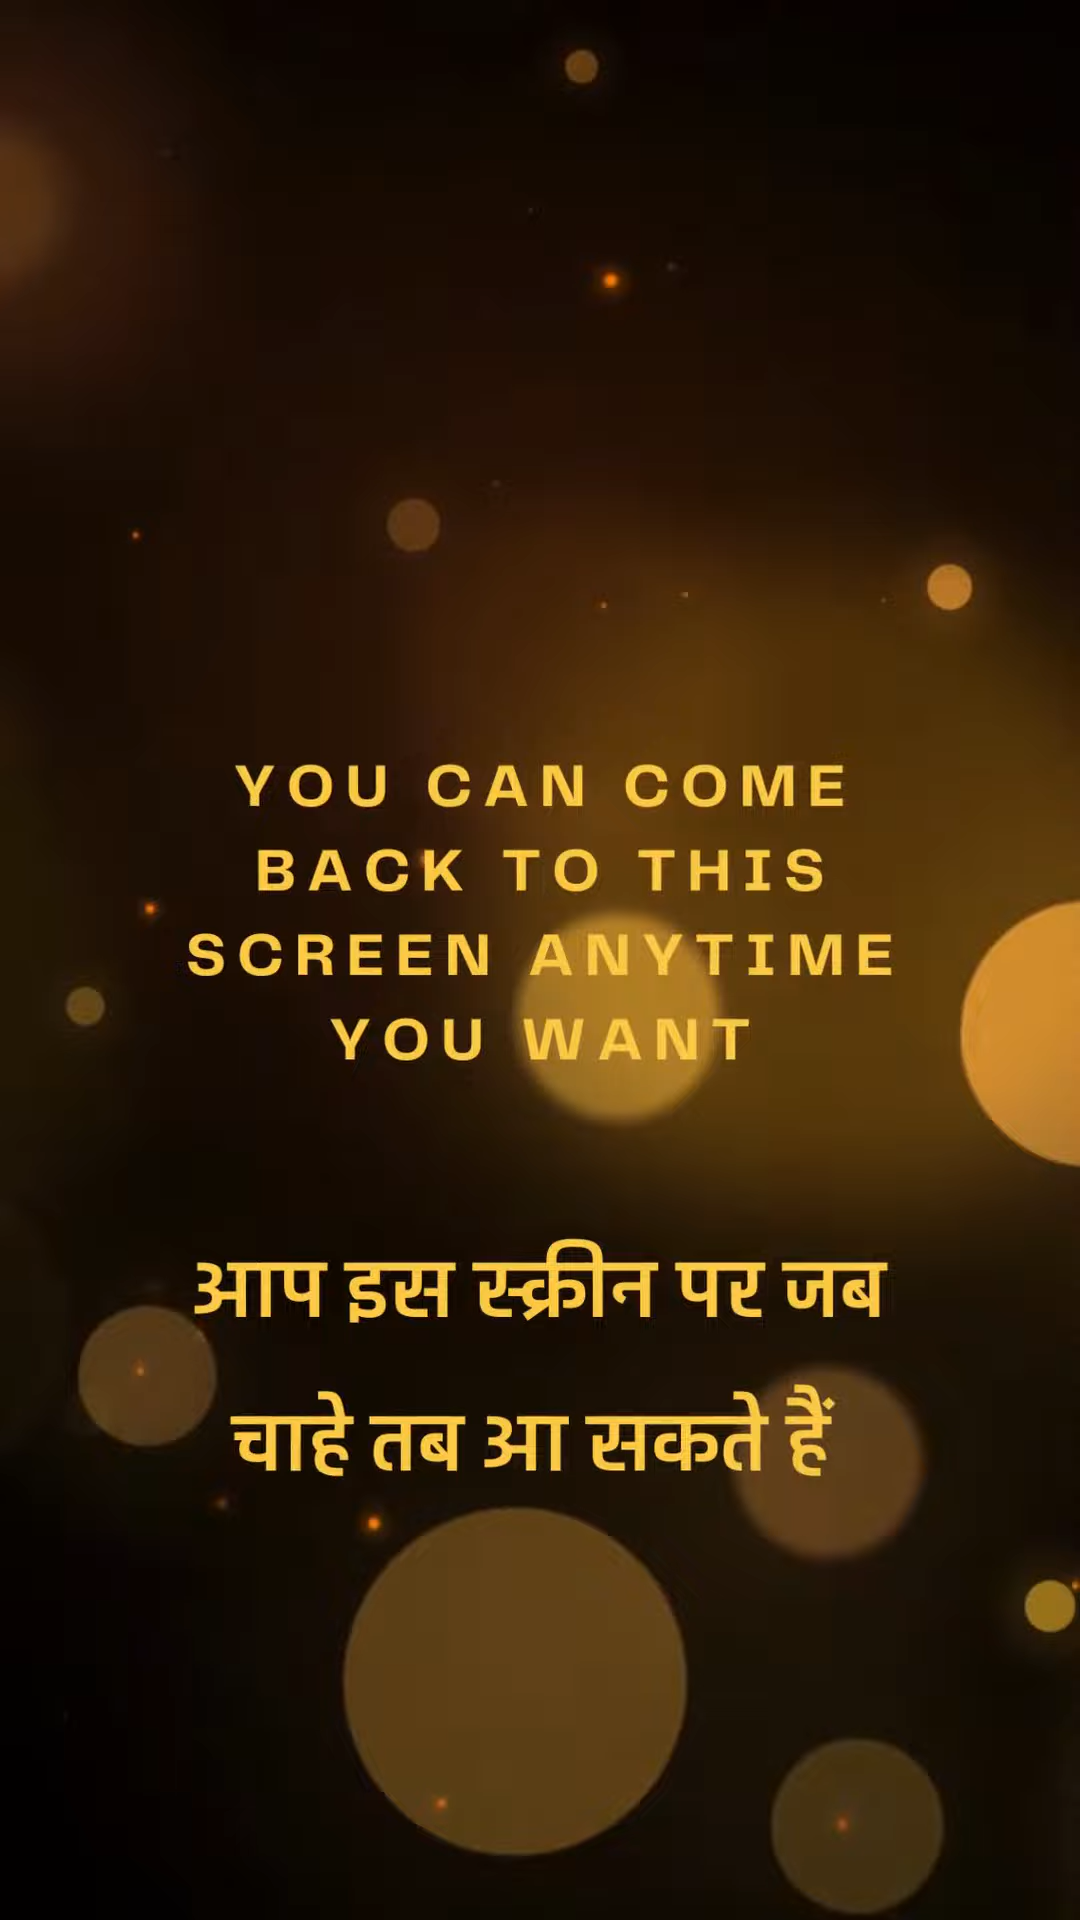 YOU CAN COME
BACK TO THIS
SCREEN ANYTIME
YOU WANT
आप इस स्क्रीन पर जब
चाहे तब आ सकते हैं